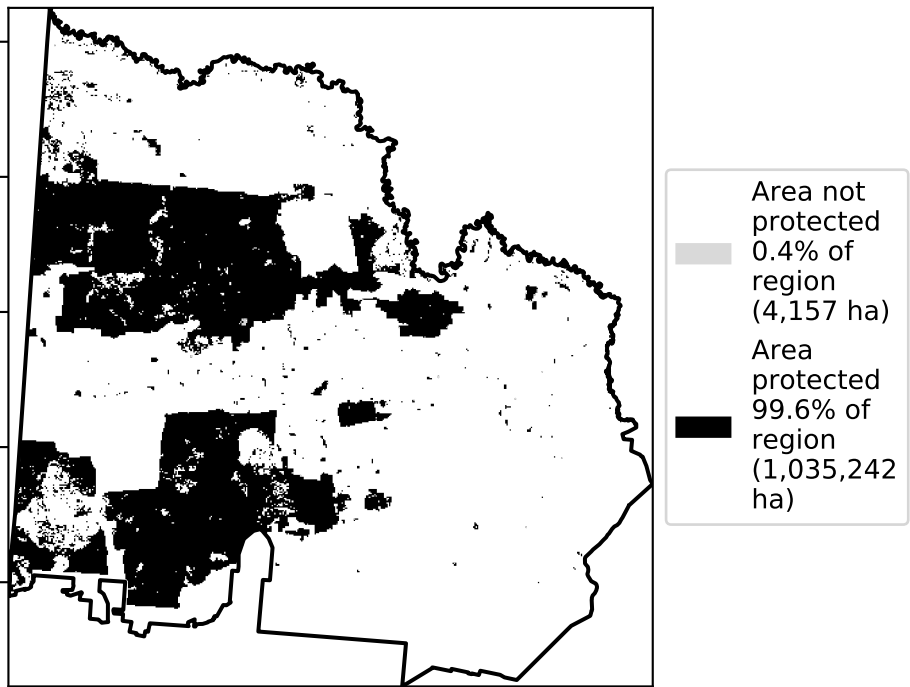 Area not
protected
0.4% of
region
(4,157 ha)
Area
protected
99.6% of
region
(1,035,242
ha)